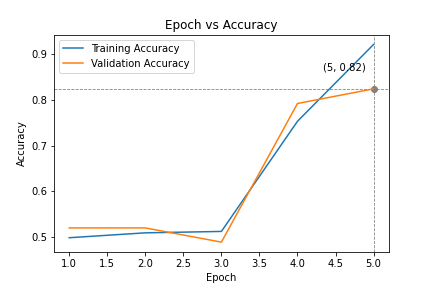 Epoch vs Accuracy
Training Accuracy
Validation Accuracy
(5, 0.82)
Accuracy
0.9
0.8
0.7
0.6
0.5
1.0 1.5 2.0 2.5 3.0 3.5 4.0 4.5 5.0
Epoch